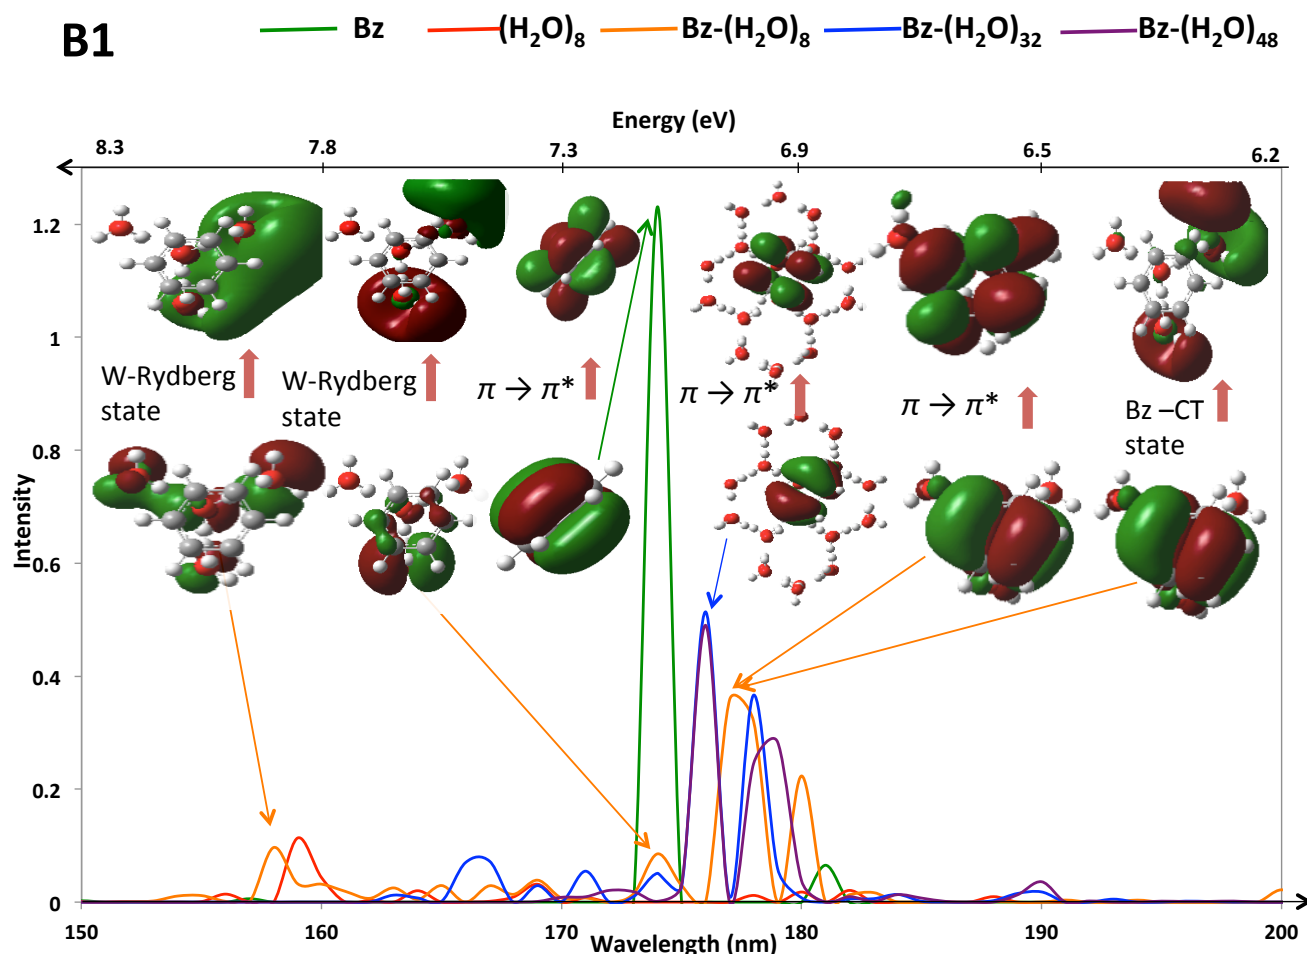 B1
Bz
(H2O)8
Bz-(H2O)8
Bz-(H2O)32
Bz-(H2O)48
Energy (eV)
8.3 7.8 7.3 6.9 6.5 6.2
1.2
1
0.8
0.6
0.4
0.2
0
Intensity
W-Rydberg
state
W-Rydberg
state
π → π*
π → π*
π → π*
Bz –CT
state
150 160 170 180 190 200
Wavelength (nm)